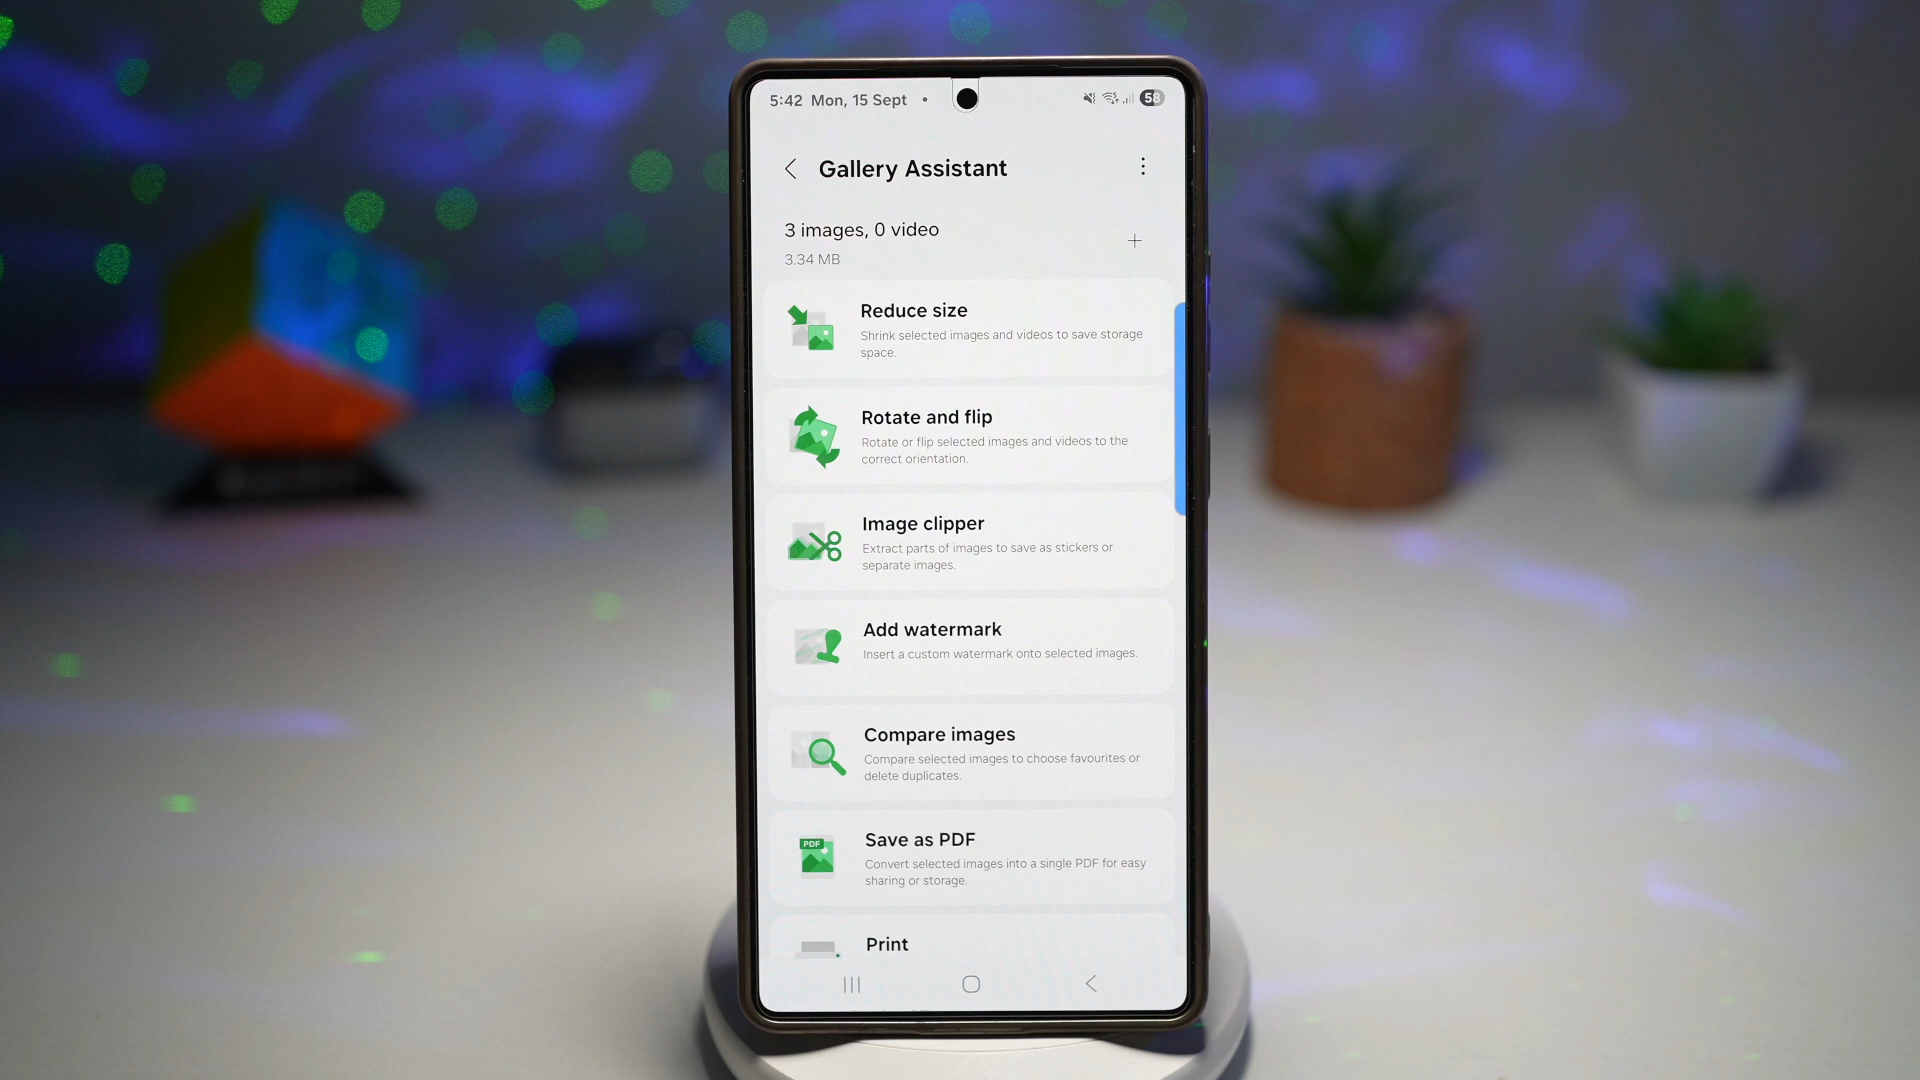 5:42 Mon, 15 Sept •
58
Gallery Assistant
3 images, 0 video
3.34 MB
Reduce size
Shrink selected images and videos to save storage
space.
Rotate and flip
Rotate or flip selected images and videos to the
correct orientation.
Image clipper
Extract parts of images to save as stickers or
separate images.
Add watermark
Insert a custom watermark onto selected images.
Compare images
Compare selected images to choose favourites or
delete duplicates.
PDF
Save as PDF
Convert selected images into a single PDF for easy
sharing or storage.
Print